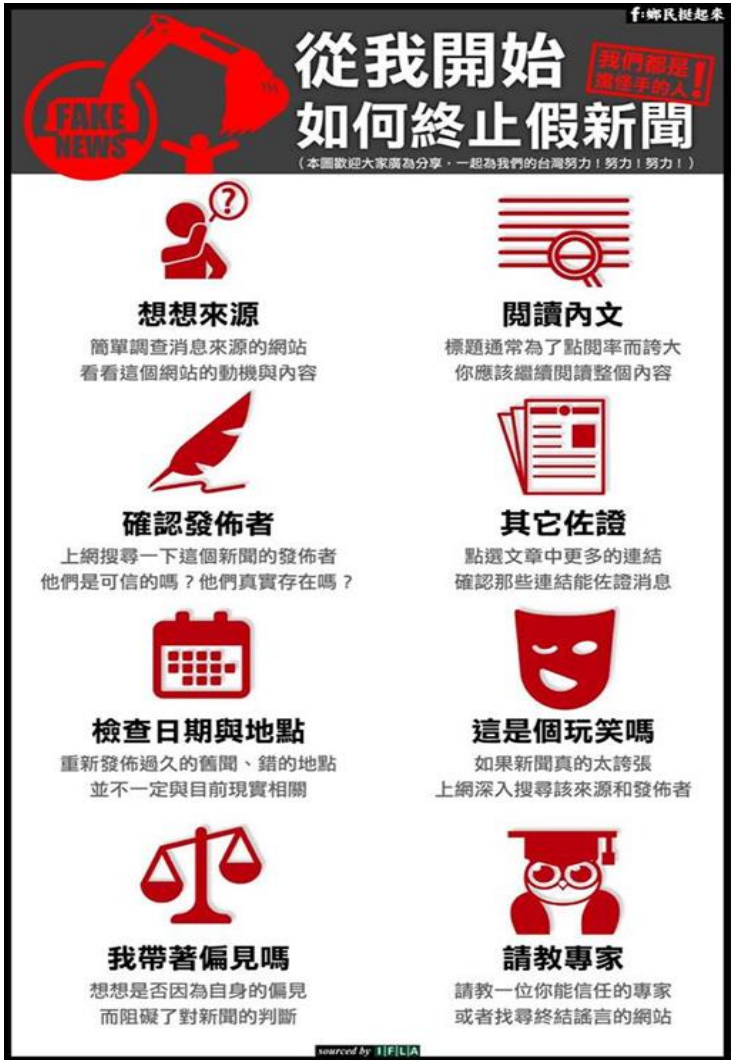 f:鄉民挺起來
FAKE
NEWS
從我開始
我們都是
擋怪手的人!
如何終止假新聞
(本圖歡迎大家廣為分享,一起為我們的台灣努力!努力!努力!)
?
想想來源
簡單調查消息來源的網站
看看這個網站的動機與內容
閱讀內文
標題通常為了點閱率而誇大
你應該繼續閱讀整個內容
確認發佈者
上網搜尋一下這個新聞的發佈者
他們是可信的嗎?他們真實存在嗎?
其它佐證
點選文章中更多的連結
確認那些連結能佐證消息
檢查日期與地點
重新發佈過久的舊聞、錯的地點
並不一定與目前現實相關
這是個玩笑嗎
如果新聞真的太誇張
上網深入搜尋該來源和發佈者
我帶著偏見嗎
想想是否因為自身的偏見
而阻礙了對新聞的判斷
請教專家
請教一位你能信任的專家
或者找尋終結謠言的網站
sourced by IFLA